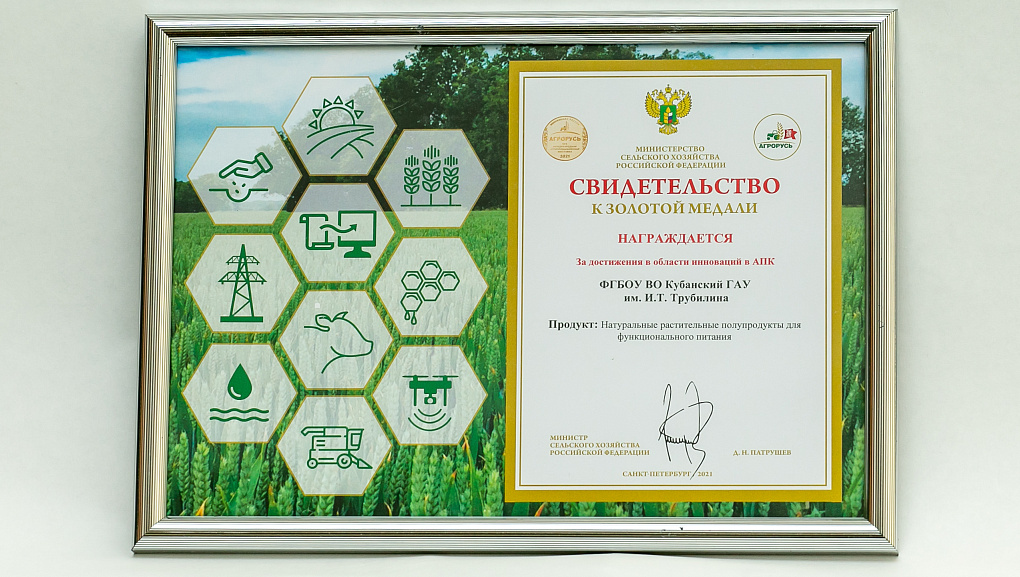 АГРОРУСЬ
2021
АГРОРУСЬ
МИНИСТЕРСТВО
СЕЛЬСКОГО ХОЗЯЙСТВА
РОССИЙСКОЙ ФЕДЕРАЦИИ
СВИДЕТЕЛЬСТВО
К ЗОЛОТОЙ МЕДАЛИ
НАГРАЖДАЕТСЯ
За достижения в области инноваций в АПК
ФГБОУ ВО Кубанский ГАУ
им. И.Т. Трубилина
Продукт: Натуральные растительные полупродукты для
функционального питания
МИНИСТР
СЕЛЬСКОГО ХОЗЯЙСТВА
РОССИЙСКОЙ ФЕДЕРАЦИИ
Д. Н. ПАТРУШЕВ
САНКТ-ПЕТЕРБУРГ, 2021